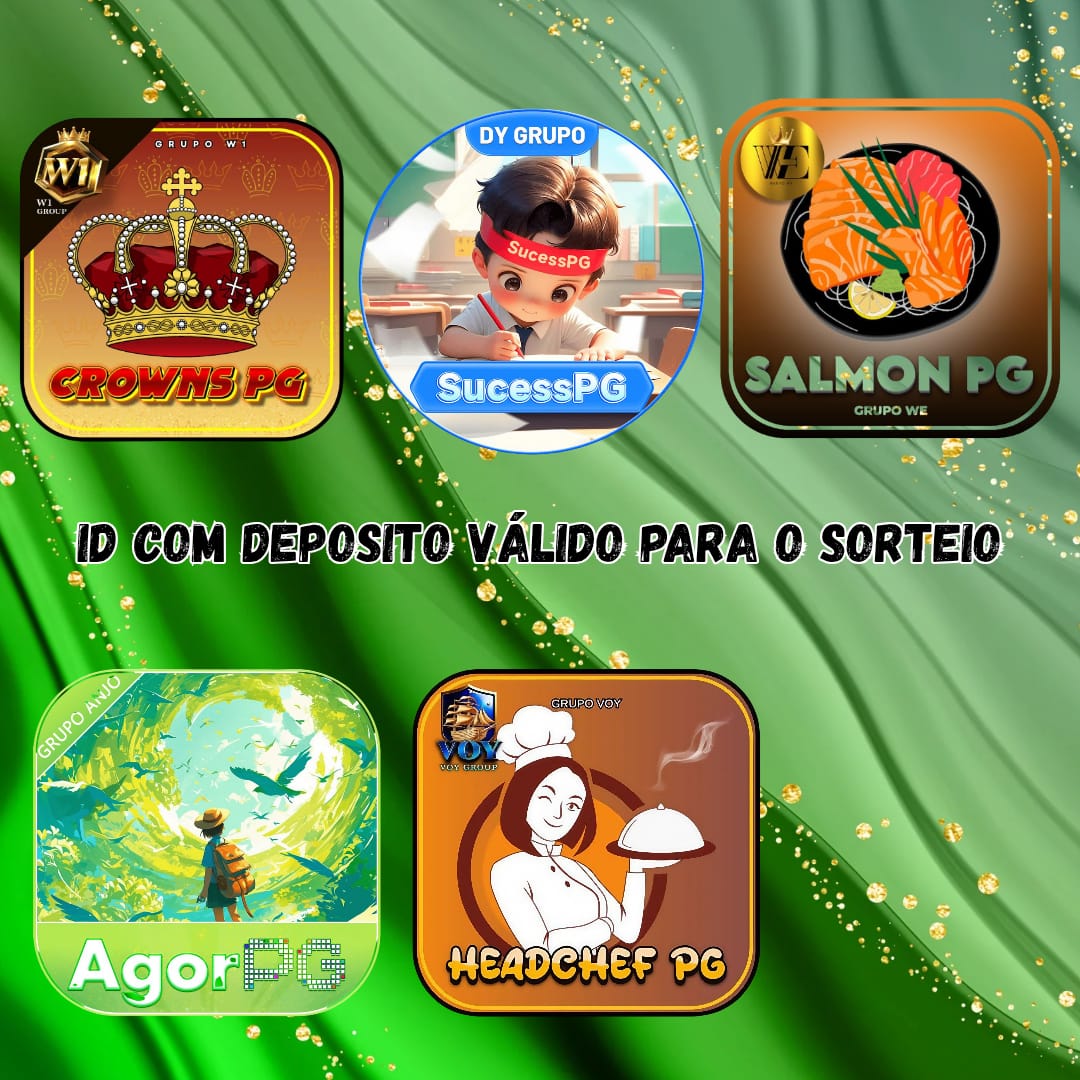 GRUPO W1
W1
W1
GROUP
CROWNS PG
DY GRUPO
SucessPG
SucessPG
WE
SALMON PG
GRUPO WE
ID COM DEPOSITO VÁLIDO PARA O SORTEIO
GRUPO ANJO
AgorPG
GRUPO VOY
VOY
VOY GROUP
HEADCHEF PG